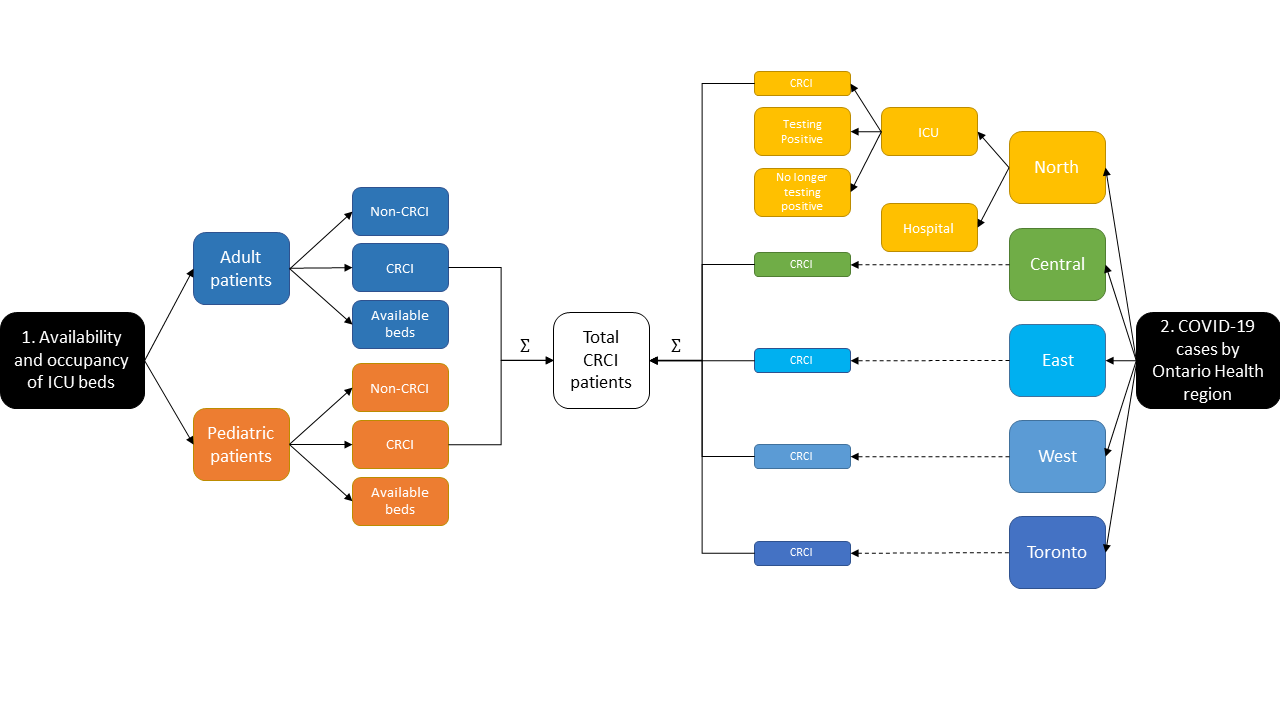 1. Availability
and occupancy
of ICU beds
Adult
patients
Non-CRCI
CRCI
Available
beds
Pediatric
patients
Non-CRCI
CRCI
Available
beds
Σ
Total
CRCI
patients
Σ
CRCI
Testing
Positive
No longer
testing
positive
ICU
Hospital
North
CRCI
Central
CRCI
East
CRCI
West
CRCI
Toronto
2. COVID-19
cases by
Ontario Health
region